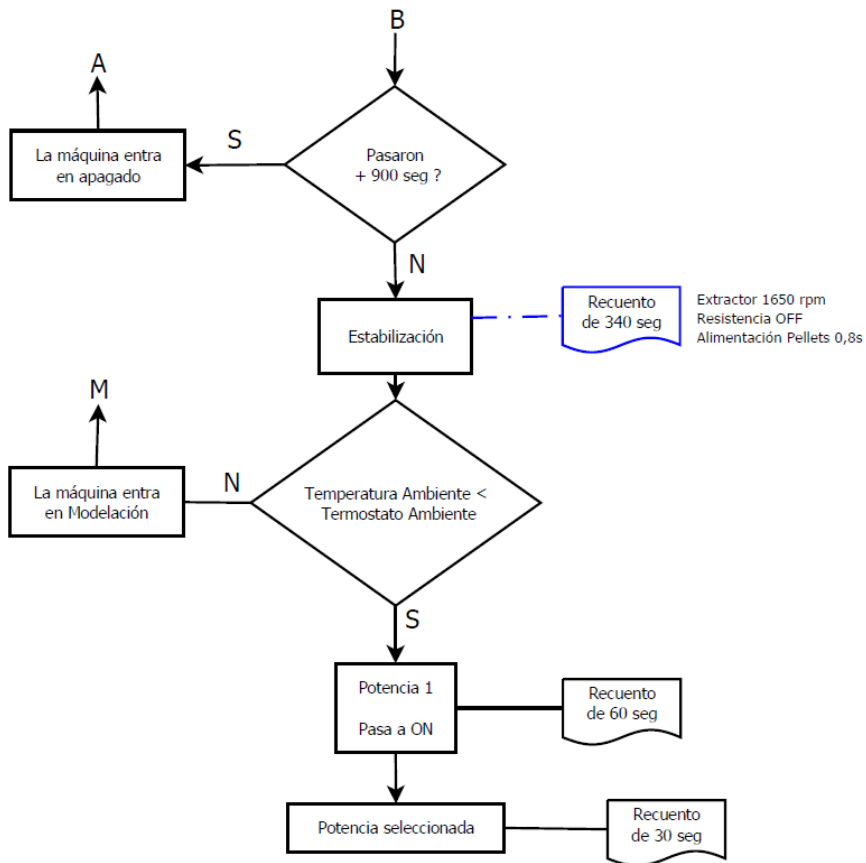 B
A
La máquina entra
en apagado
S
Pasaron
+ 900 seg ?
N
Estabilización
Recuento
de 340 seg
Extractor 1650 rpm
Resistencia OFF
Alimentación Pellets 0,8s
M
La máquina entra
en Modelación
N
Temperatura Ambiente <
Termostato Ambiente
S
Potencia 1
Pasa a ON
Recuento
de 60 seg
Potencia seleccionada
Recuento
de 30 seg